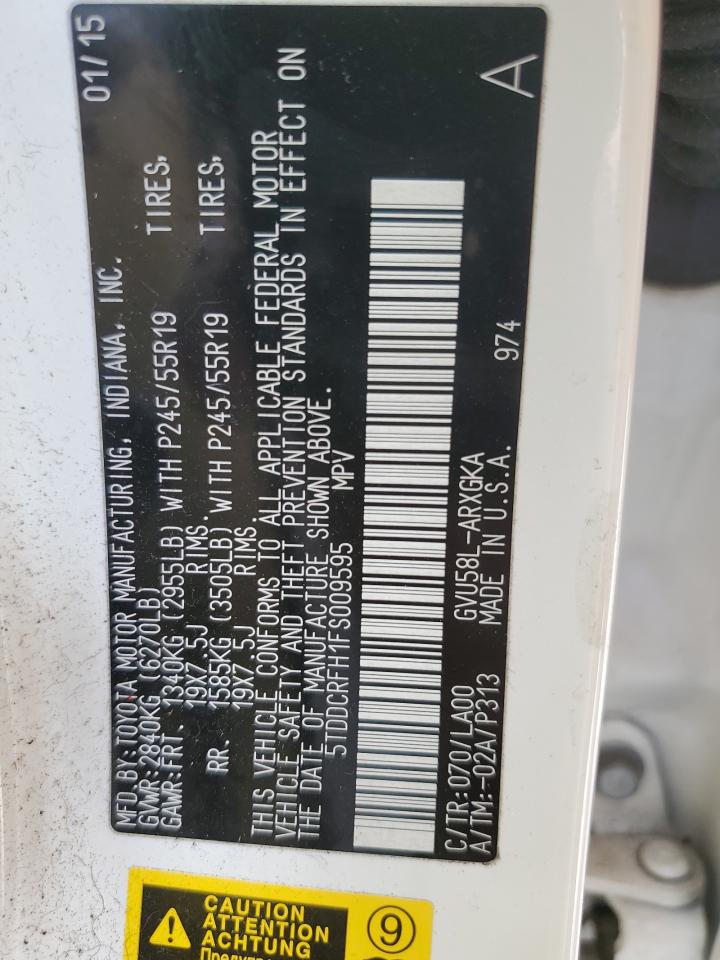 MFD.BY:TOYOTA MOTOR MANUFACTURING, INDIANA, INC. 01/15
GVWR:2840KG (6270LB)
GAWR:FRT. 1340KG (2955LB) WITH P245/55R19 TIRES,
19X7.5J RIMS.
RR. 1585KG (3505LB) WITH P245/55R19 TIRES,
19X7.5J RIMS.
THIS VEHICLE CONFORMS TO ALL APPLICABLE FEDERAL MOTOR
VEHICLE SAFETY AND THEFT PREVENTION STANDARDS IN EFFECT ON
THE DATE OF MANUFACTURE SHOWN ABOVE.
5TDDCRFH1FS009595 MPV
C/TR:070/LA00 GVU58L-ARXGKA
A/TM:-02A/P313 MADE IN U.S.A. 974 A
CAUTION
ATTENTION
ACHTUNG
9